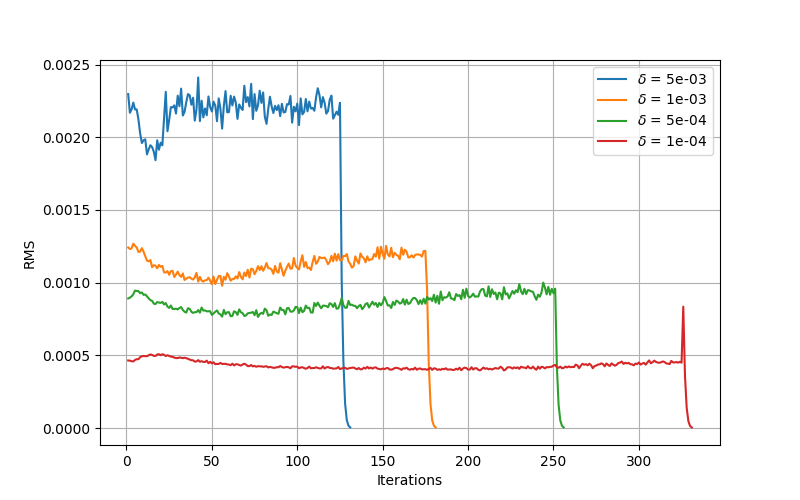 0.0025
0.0020
0.0015
0.0010
0.0005
0.0000
RMS
0 50 100 150 200 250 300
Iterations
δ = 5e-03
δ = 1e-03
δ = 5e-04
δ = 1e-04